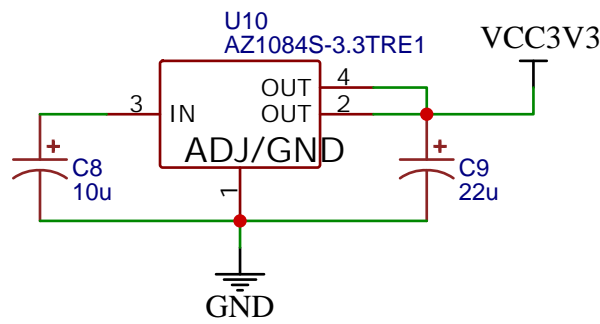 U10
AZ1084S-3.3TRE1
VCC3V3
OUT 4
3 IN OUT 2
ADJ/GND
+ C8
10u
1
+ C9
22u
GND